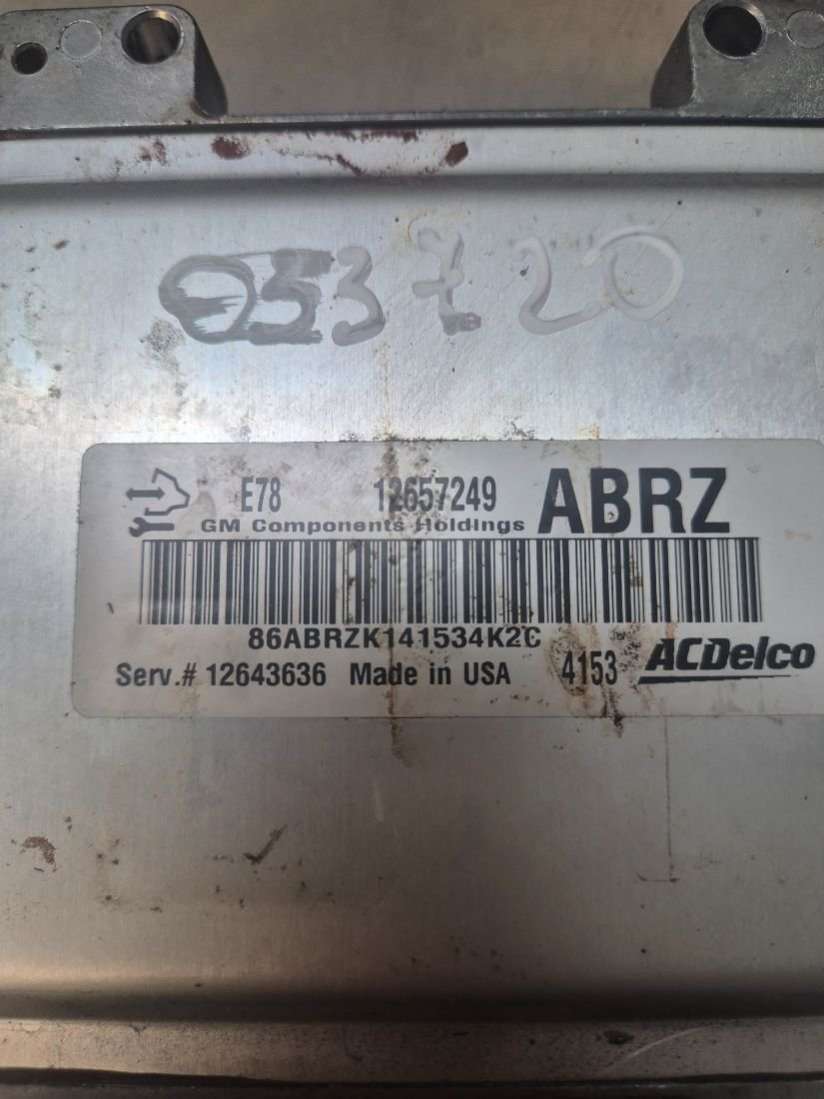 053720
E78 12657249 ABRZ
GM Components Holdings
86ABRZK141534K2C
Serv.# 12643636 Made in USA 4153 ACDelco